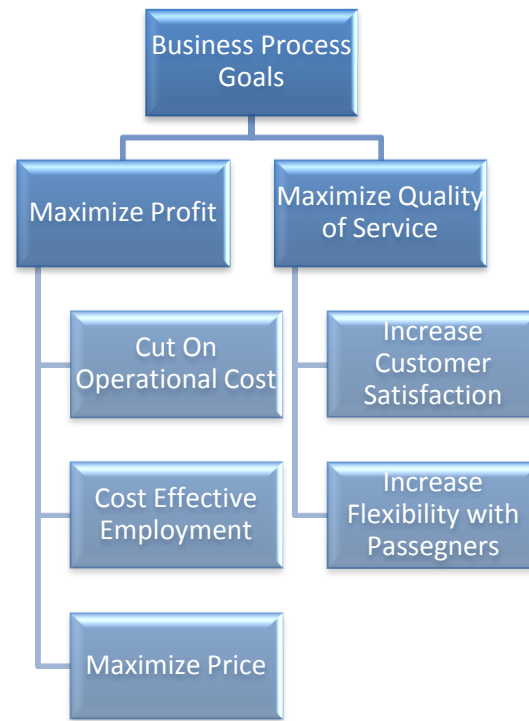 Business Process
Goals
Maximize Profit
Maximize Quality
of Service
Cut On
Operational Cost
Increase
Customer
Satisfaction
Cost Effective
Employment
Increase
Flexibility with
Passegners
Maximize Price